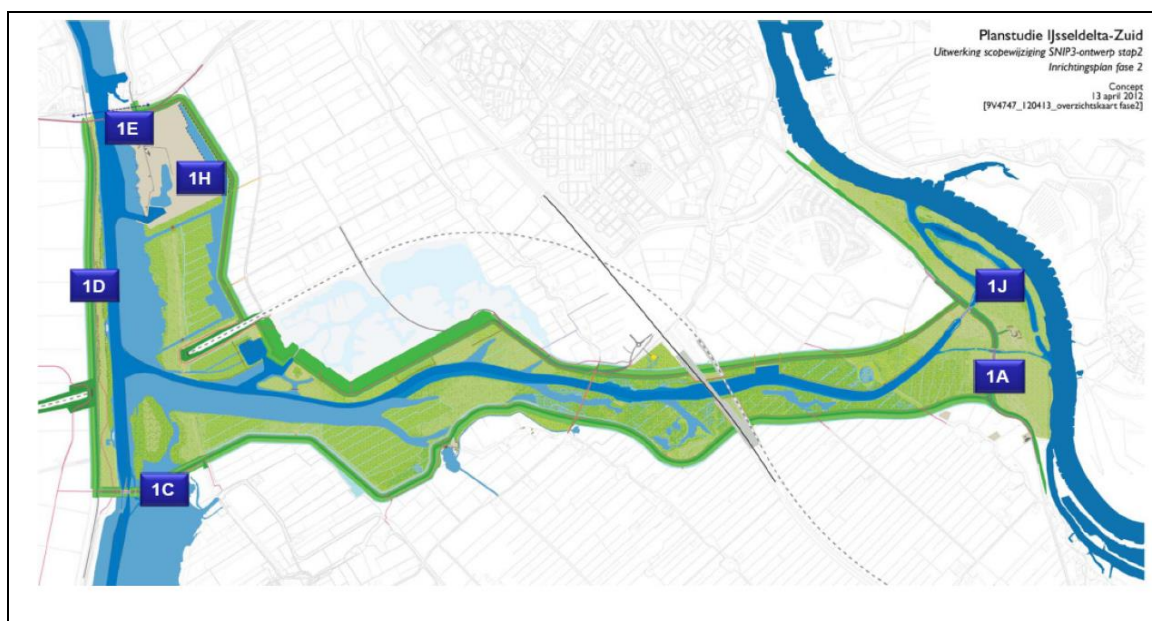 Planstudie IJsseldelta-Zuid
Uitwerking scopewijziging SNIP3-ontwerp stap2
Inrichtingsplan fase 2
Concept
13 april 2012
[9V4747_120413_overzichtskaart fase2]
1E
1H
1D
1J
1A
1C